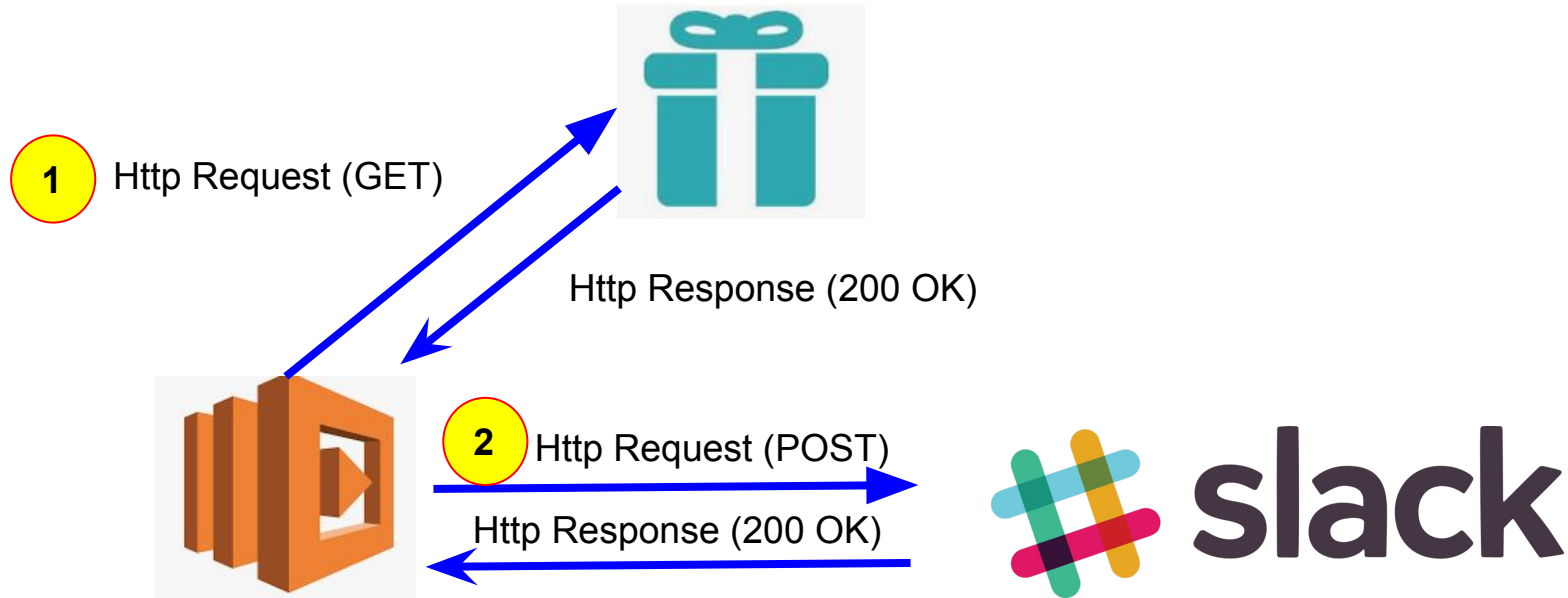 1
Http Request (GET)
Http Response (200 OK)
2
Http Request (POST)
Http Response (200 OK)
slack